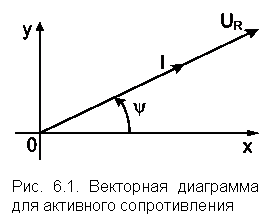 y
U_R
I
ψ
0
x
Рис. 6.1. Векторная диаграмма
для активного сопротивления